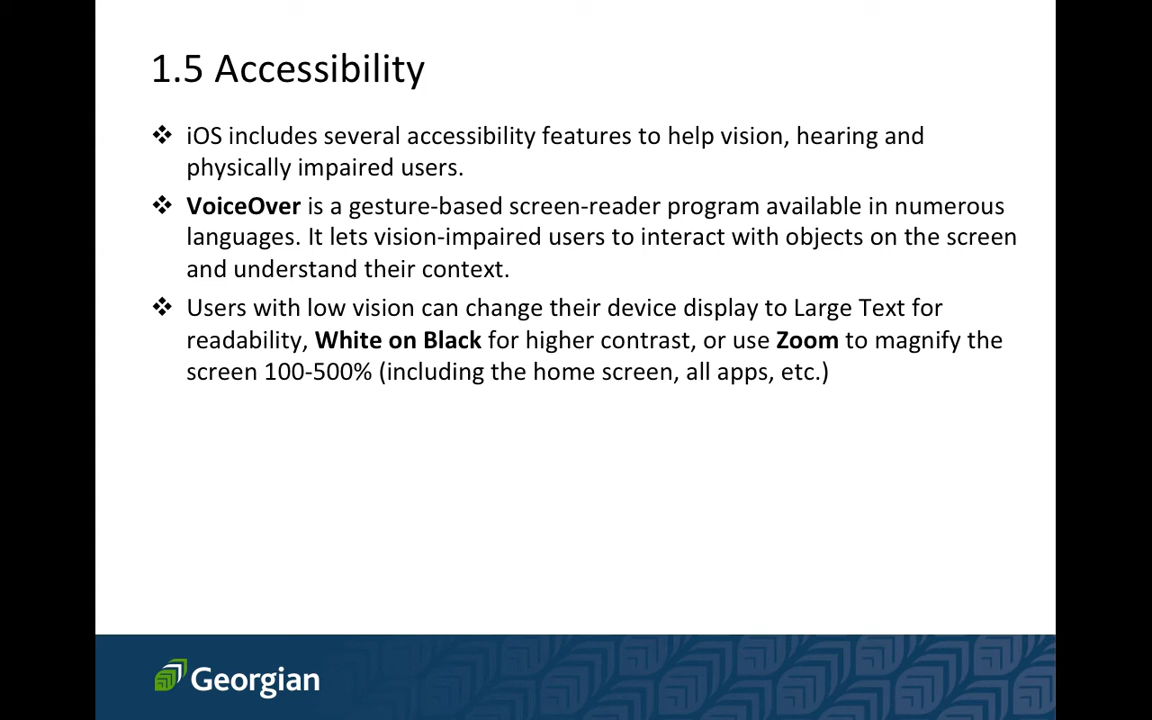 1.5 Accessibility
❖ iOS includes several accessibility features to help vision, hearing and
physically impaired users.
❖ VoiceOver is a gesture-based screen-reader program available in numerous
languages. It lets vision-impaired users to interact with objects on the screen
and understand their context.
❖ Users with low vision can change their device display to Large Text for
readability, White on Black for higher contrast, or use Zoom to magnify the
screen 100-500% (including the home screen, all apps, etc.)
Georgian